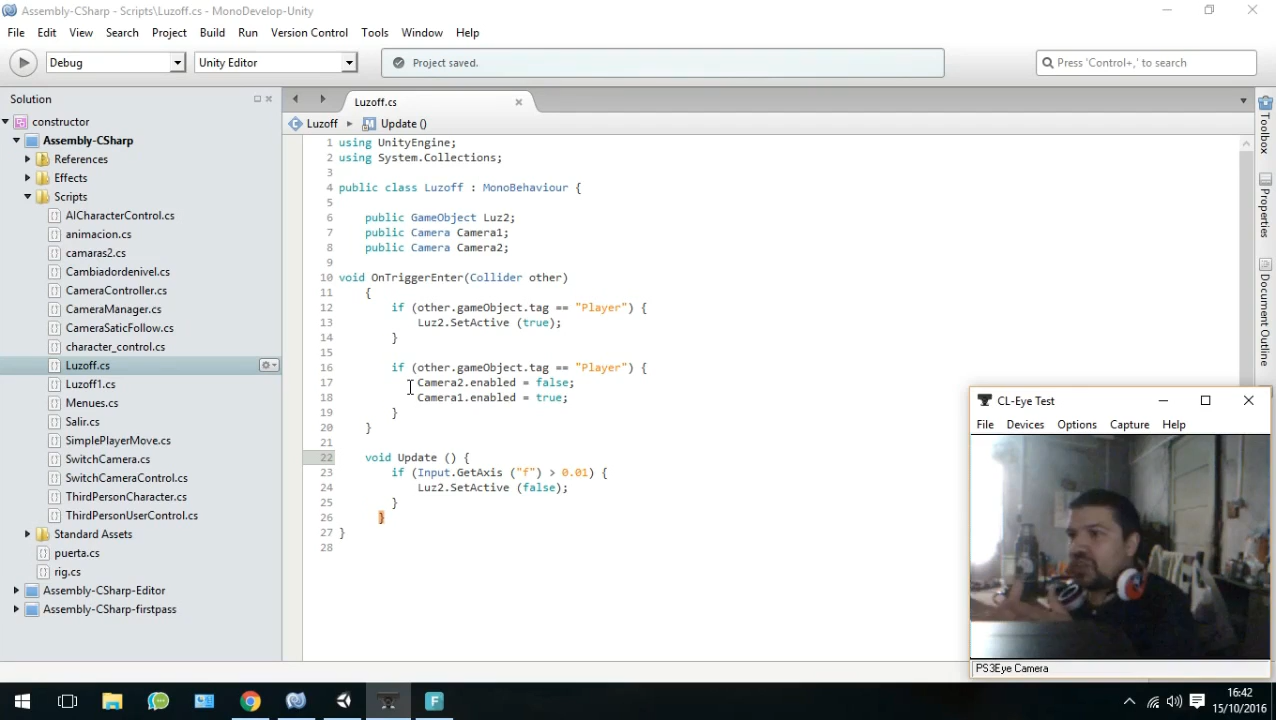 Assembly-CSharp - Scripts\Luzoff.cs - MonoDevelop-Unity
File Edit View Search Project Build Run Version Control Tools Window Help
Debug Unity Editor Project saved. Press 'Control+,' to search
Solution
constructor
Assembly-CSharp
References
Effects
Scripts
AICharacterControl.cs
animacion.cs
camaras2.cs
Cambiadordenivel.cs
CameraController.cs
CameraManager.cs
CameraSaticFollow.cs
character_control.cs
Luzoff.cs
Luzoff1.cs
Menues.cs
Salir.cs
SimplePlayerMove.cs
SwitchCamera.cs
SwitchCameraControl.cs
ThirdPersonCharacter.cs
ThirdPersonUserControl.cs
Standard Assets
puerta.cs
rig.cs
Assembly-CSharp-Editor
Assembly-CSharp-firstpass
Luzoff.cs
Luzoff Update ()
1 using UnityEngine;
2 using System.Collections;
3
4 public class Luzoff : MonoBehaviour {
5
6 public GameObject Luz2;
7 public Camera Camera1;
8 public Camera Camera2;
9
10 void OnTriggerEnter(Collider other)
11 {
12 if (other.gameObject.tag == "Player") {
13 Luz2.SetActive (true);
14 }
15
16 if (other.gameObject.tag == "Player") {
17 Camera2.enabled = false;
18 Camera1.enabled = true;
19 }
20 }
21
22 void Update () {
23 if (Input.GetAxis ("f") > 0.01) {
24 Luz2.SetActive (false);
25 }
26 }
27 }
28
Toolbox
Properties
Document Outline
CL-Eye Test
File Devices Options Capture Help
PS3Eye Camera
16:42
15/10/2016